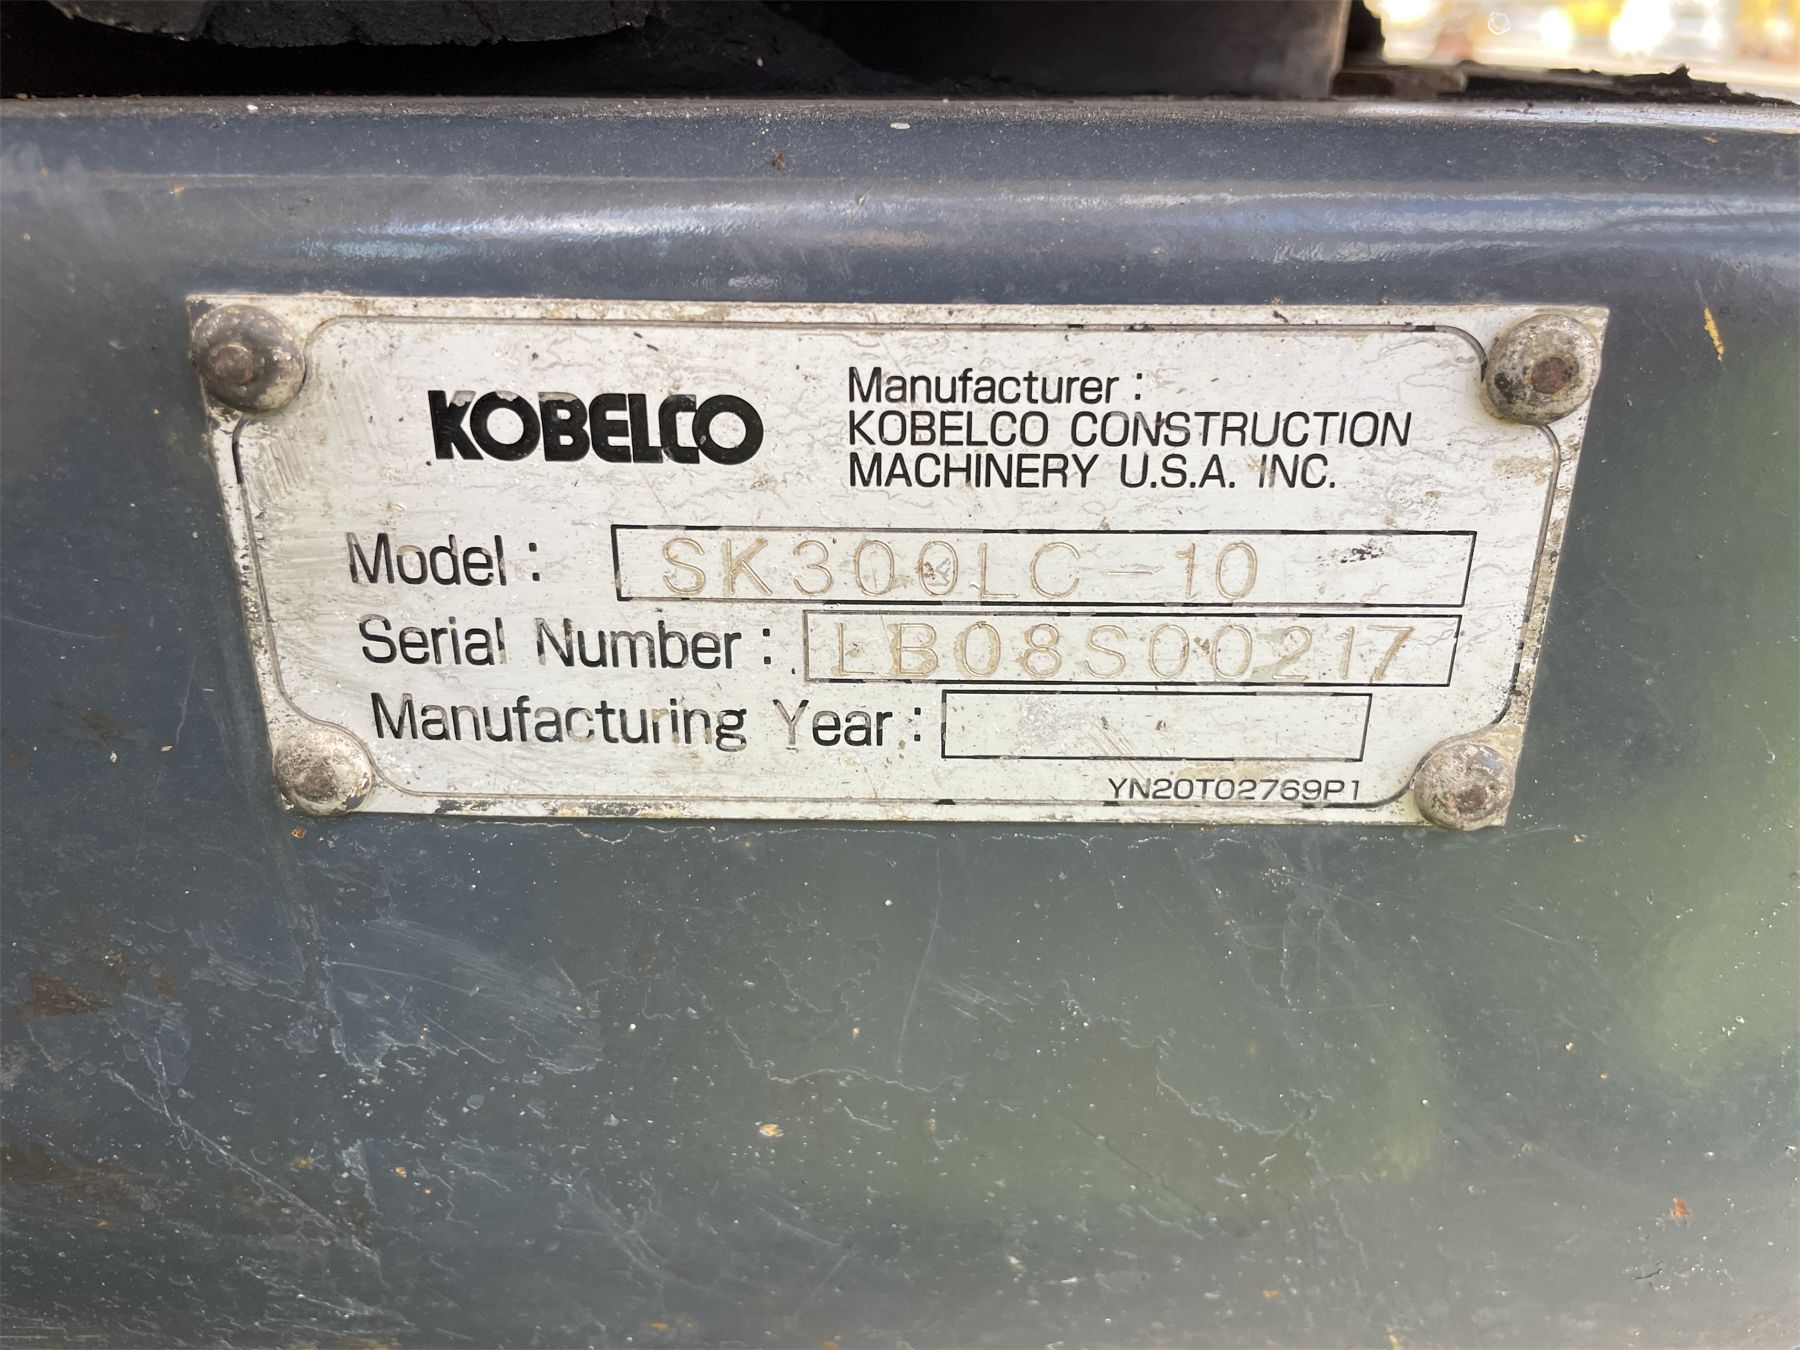 KOBELCO
Manufacturer :
KOBELCO CONSTRUCTION
MACHINERY U.S.A. INC.
Model : SK300LC-10
Serial Number : LB08S00217
Manufacturing Year :
YN20T02769P1